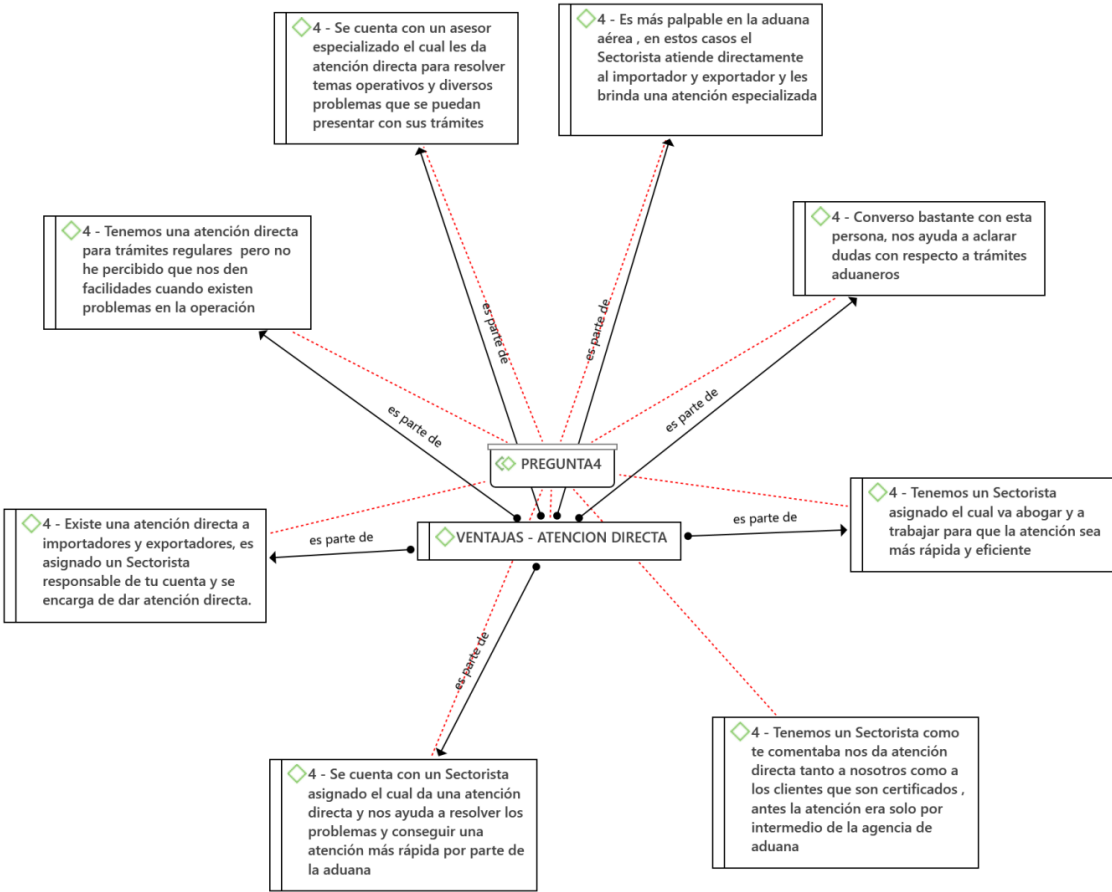 4 - Se cuenta con un asesor
especializado el cual les da
atención directa para resolver
temas operativos y diversos
problemas que se puedan
presentar con sus trámites
4 - Es más palpable en la aduana
aérea , en estos casos el
Sectorista atiende directamente
al importador y exportador y les
brinda una atención especializada
4 - Tenemos una atención directa
para trámites regulares  pero no
he percibido que nos den
facilidades cuando existen
problemas en la operación
4 - Converso bastante con esta
persona, nos ayuda a aclarar
dudas con respecto a trámites
aduaneros
es parte de
es parte de
es parte de
es parte de
PREGUNTA4
4 - Existe una atención directa a
importadores y exportadores, es
asignado un Sectorista
responsable de tu cuenta y se
encarga de dar atención directa.
es parte de
VENTAJAS - ATENCION DIRECTA
es parte de
4 - Tenemos un Sectorista
asignado el cual va abogar y a
trabajar para que la atención sea
más rápida y eficiente
es parte de
4 - Se cuenta con un Sectorista
asignado el cual da una atención
directa y nos ayuda a resolver los
problemas y conseguir una
atención más rápida por parte de
la aduana
4 - Tenemos un Sectorista como
te comentaba nos da atención
directa tanto a nosotros como a
los clientes que son certificados ,
antes la atención era solo por
intermedio de la agencia de
aduana